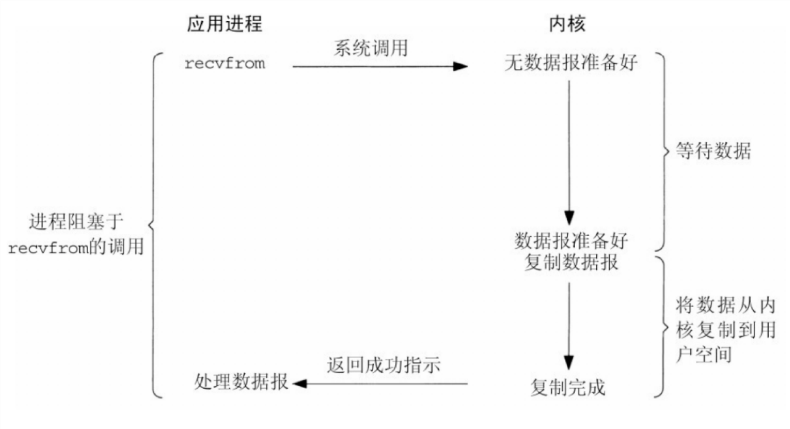 应用进程
内核
系统调用
recvfrom
无数据报准备好
等待数据
进程阻塞于
recvfrom的调用
数据报准备好
复制数据报
将数据从内
核复制到用
户空间
返回成功指示
处理数据报
复制完成